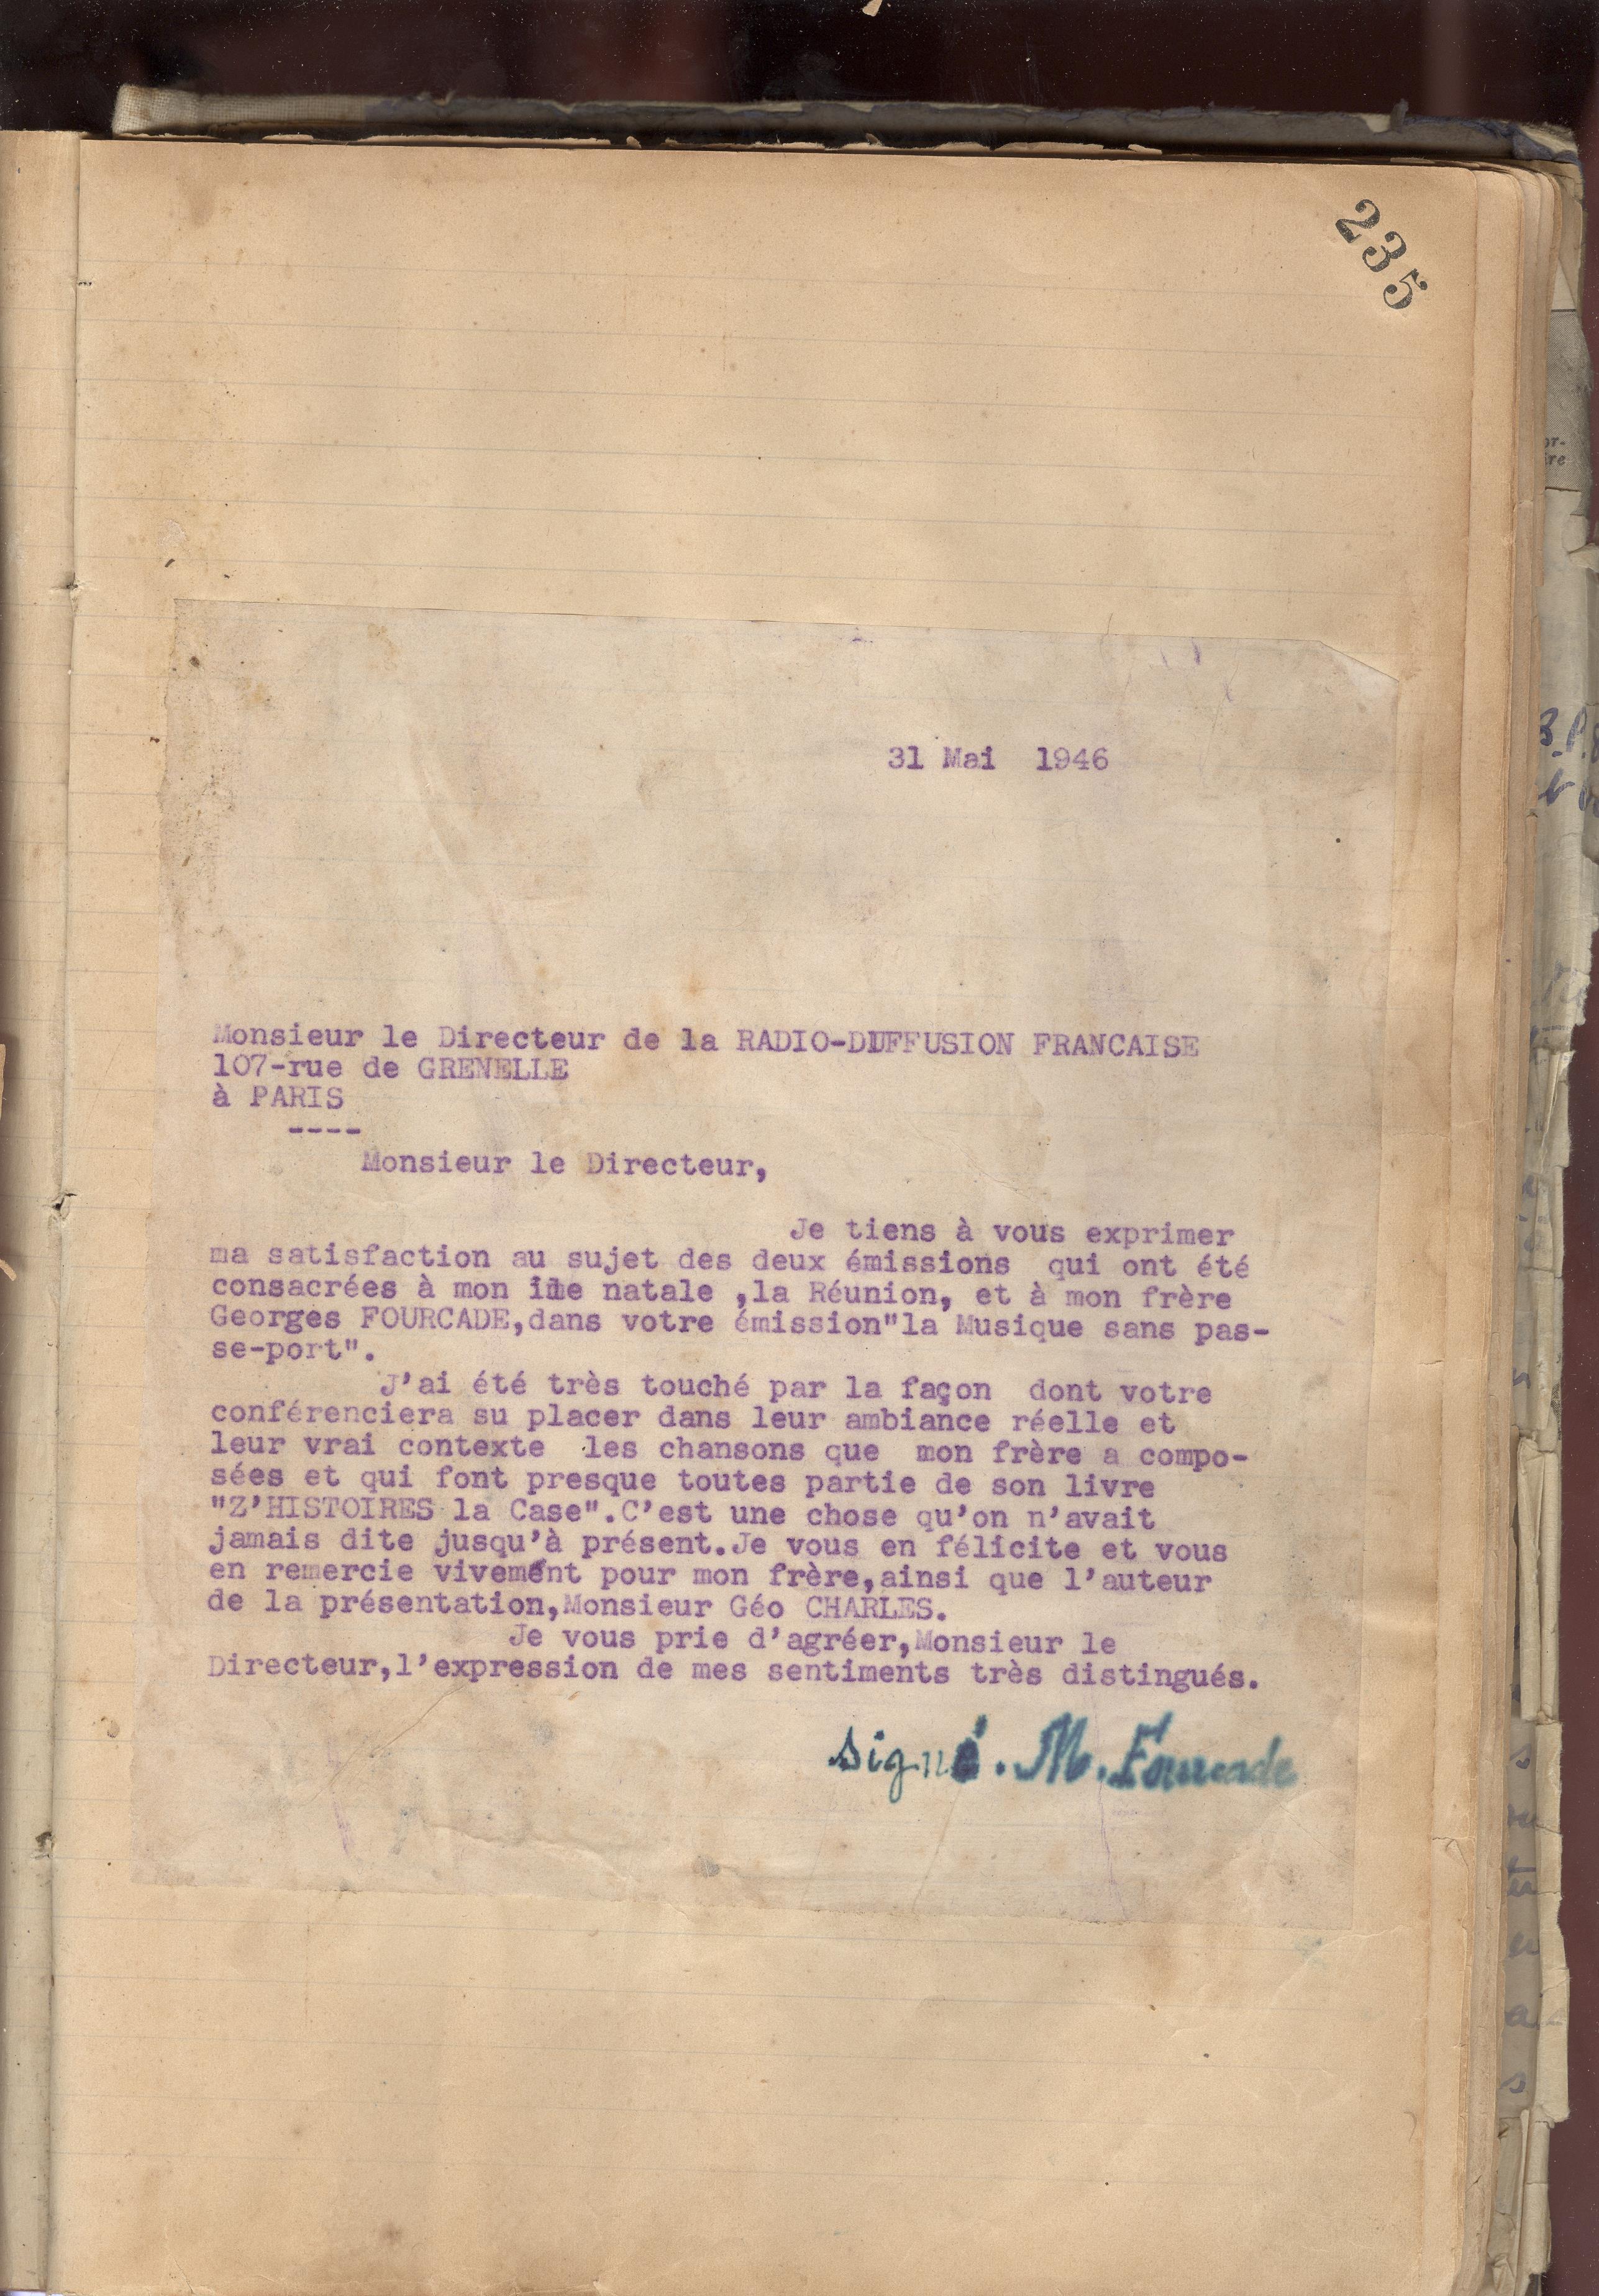 235
31 Mai 1946
Monsieur le Directeur de la RADIO-DIFFUSION FRANCAISE
107-rue de GRENELLE
à PARIS
----
Monsieur le Directeur,
Je tiens à vous exprimer
ma satisfaction au sujet des deux émissions qui ont été
consacrées à mon ile natale ,la Réunion, et à mon frère
Georges FOURCADE,dans votre émission"la Musique sans pas-
se-port".
J'ai été très touché par la façon dont votre
conférenciera su placer dans leur ambiance réelle et
leur vrai contexte les chansons que mon frère a compo-
sées et qui font presque toutes partie de son livre
"Z'HISTOIRES la Case".C'est une chose qu'on n'avait
jamais dite jusqu'à présent.Je vous en félicite et vous
en remercie vivement pour mon frère,ainsi que l'auteur
de la présentation,Monsieur Géo CHARLES.
Je vous prie d'agréer,Monsieur le
Directeur,l'expression de mes sentiments très distingués.
signé. M. Fourcade